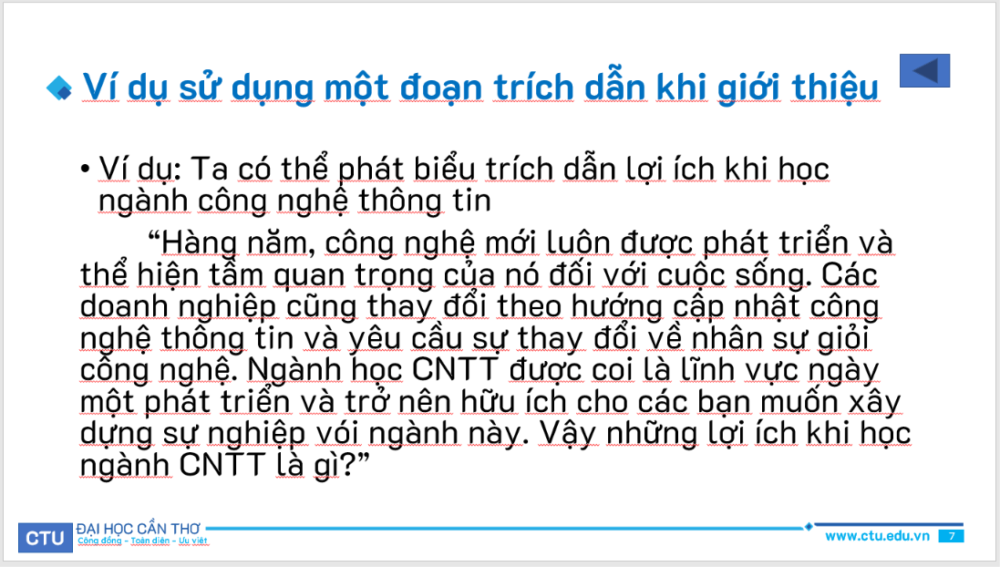 Ví dụ sử dụng một đoạn trích dẫn khi giới thiệu
• Ví dụ: Ta có thể phát biểu trích dẫn lợi ích khi học
ngành công nghệ thông tin
“Hàng năm, công nghệ mới luôn được phát triển và
thể hiện tầm quan trọng của nó đối với cuộc sống. Các
doanh nghiệp cũng thay đổi theo hướng cập nhật công
nghệ thông tin và yêu cầu sự thay đổi về nhân sự giỏi
công nghệ. Ngành học CNTT được coi là lĩnh vực ngày
một phát triển và trở nên hữu ích cho các bạn muốn xây
dựng sự nghiệp vói ngành này. Vậy những lợi ích khi học
ngành CNTT là gì?”
CTU ĐẠI HỌC CẦN THƠ
Cộng đồng - Toàn diện - Ưu việt
www.ctu.edu.vn 7